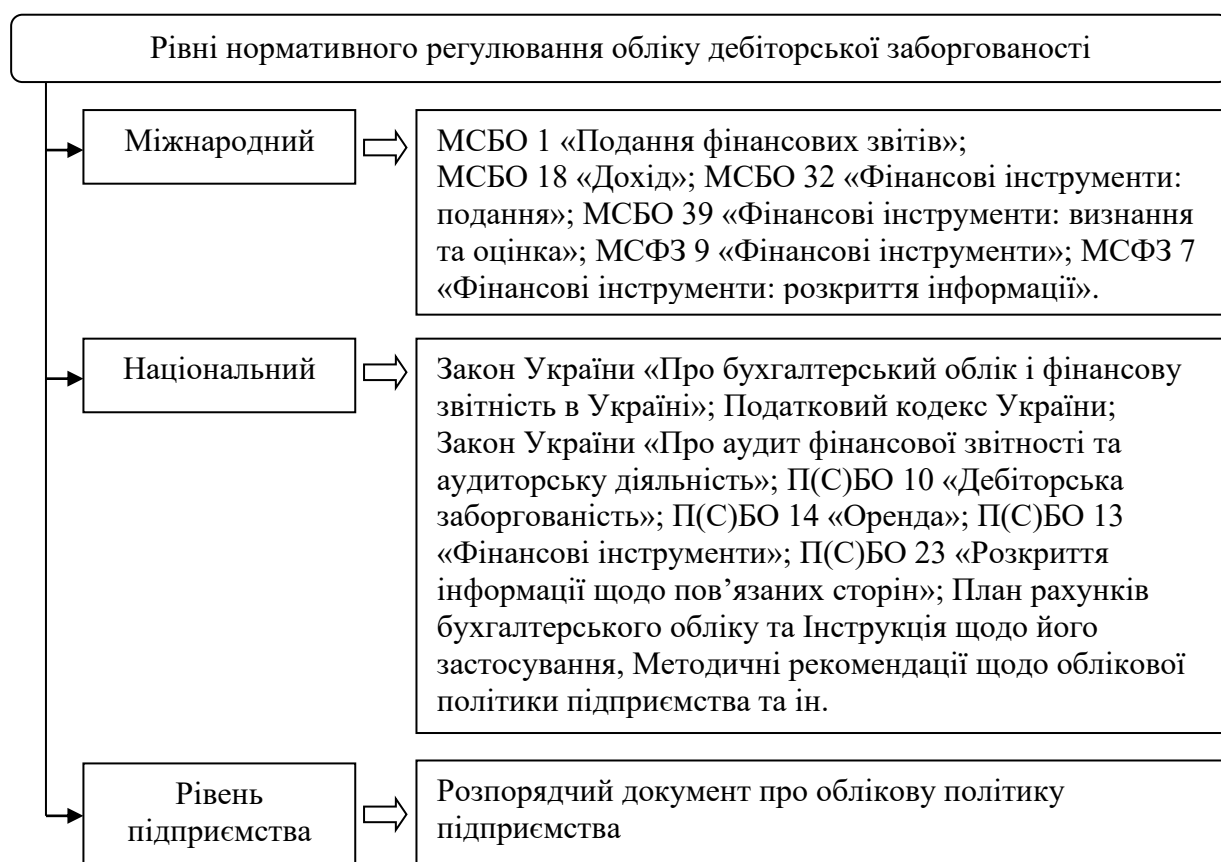 Рівні нормативного регулювання обліку дебіторської заборгованості
Міжнародний
МСБО 1 «Подання фінансових звітів»;
МСБО 18 «Дохід»; МСБО 32 «Фінансові інструменти:
подання»; МСБО 39 «Фінансові інструменти: визнання
та оцінка»; МСФЗ 9 «Фінансові інструменти»; МСФЗ 7
«Фінансові інструменти: розкриття інформації».
Національний
Закон України «Про бухгалтерський облік і фінансову
звітність в Україні»; Податковий кодекс України;
Закон України «Про аудит фінансової звітності та
аудиторську діяльність»; П(С)БО 10 «Дебіторська
заборгованість»; П(С)БО 14 «Оренда»; П(С)БО 13
«Фінансові інструменти»; П(С)БО 23 «Розкриття
інформації щодо пов’язаних сторін»; План рахунків
бухгалтерського обліку та Інструкція щодо його
застосування, Методичні рекомендації щодо облікової
політики підприємства та ін.
Рівень
підприємства
Розпорядчий документ про облікову політику
підприємства